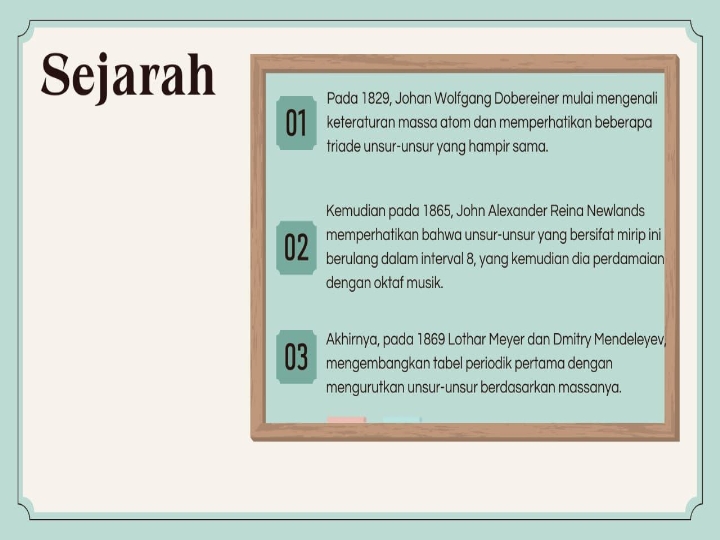 Sejarah
01
Pada 1829, Johan Wolfgang Dobereiner mulai mengenali
keteraturan massa atom dan memperhatikan beberapa
triade unsur-unsur yang hampir sama.
02
Kemudian pada 1865, John Alexander Reina Newlands
memperhatikan bahwa unsur-unsur yang bersifat mirip ini
berulang dalam interval 8, yang kemudian dia perdamaian
dengan oktaf musik.
03
Akhirnya, pada 1869 Lothar Meyer dan Dmitry Mendeleyev,
mengembangkan tabel periodik pertama dengan
mengurutkan unsur-unsur berdasarkan massanya.